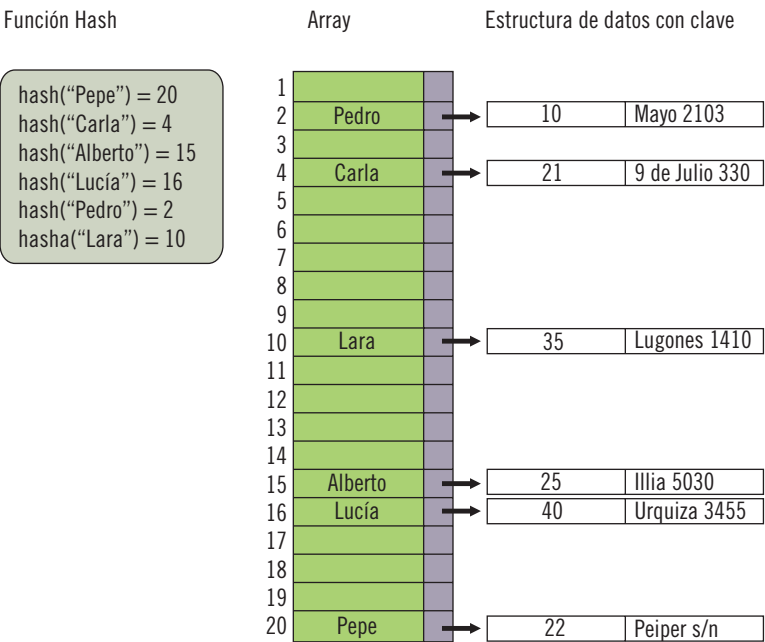 Función Hash
Array
Estructura de datos con clave
hash(“Pepe”) = 20
hash(“Carla”) = 4
hash(“Alberto”) = 15
hash(“Lucía”) = 16
hash(“Pedro”) = 2
hasha(“Lara”) = 10
1
2 Pedro 10 Mayo 2103
3
4 Carla 21 9 de Julio 330
5
6
7
8
9
10 Lara 35 Lugones 1410
11
12
13
14
15 Alberto 25 Illia 5030
16 Lucía 40 Urquiza 3455
17
18
19
20 Pepe 22 Peiper s/n